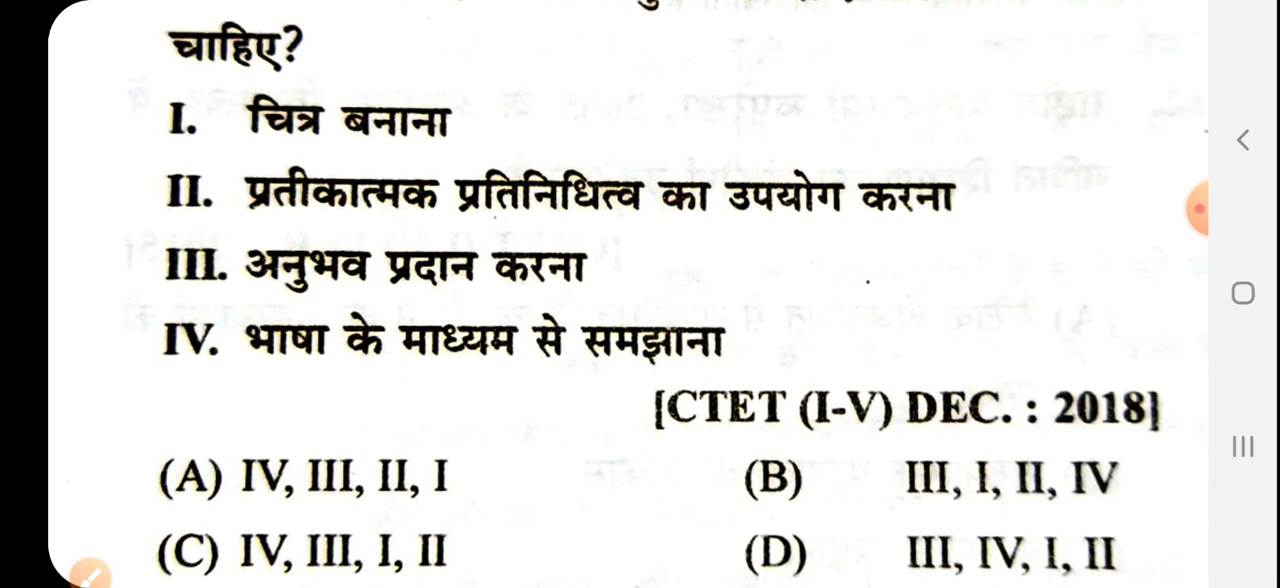 चाहिए?
I. चित्र बनाना
II. प्रतीकात्मक प्रतिनिधित्व का उपयोग करना
III. अनुभव प्रदान करना
IV. भाषा के माध्यम से समझाना
[CTET (I-V) DEC. : 2018]
(A) IV, III, II, I (B) III, I, II, IV
(C) IV, III, I, II (D) III, IV, I, II